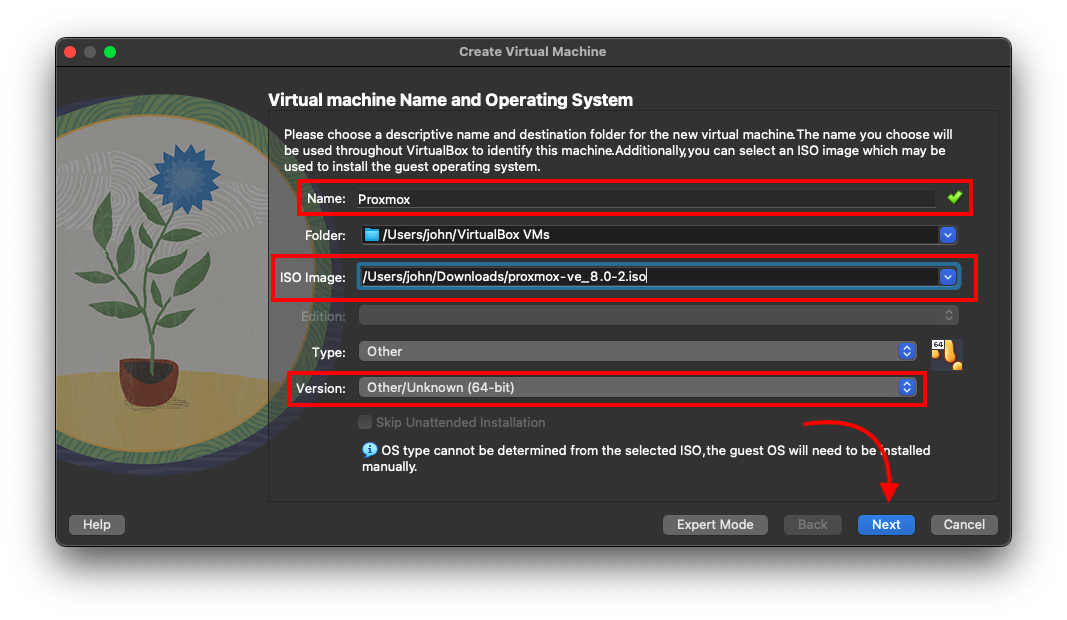 Create Virtual Machine
Virtual machine Name and Operating System
Please choose a descriptive name and destination folder for the new virtual machine.The name you choose will
be used throughout VirtualBox to identify this machine.Additionally,you can select an ISO image which may be
used to install the guest operating system.
Name: Proxmox
Folder: /Users/john/VirtualBox VMs
ISO Image: /Users/john/Downloads/proxmox-ve_8.0-2.iso
Edition:
Type: Other
64
Version: Other/Unknown (64-bit)
Skip Unattended Installation
OS type cannot be determined from the selected ISO,the guest OS will need to be installed
manually.
Help Expert Mode Back Next Cancel